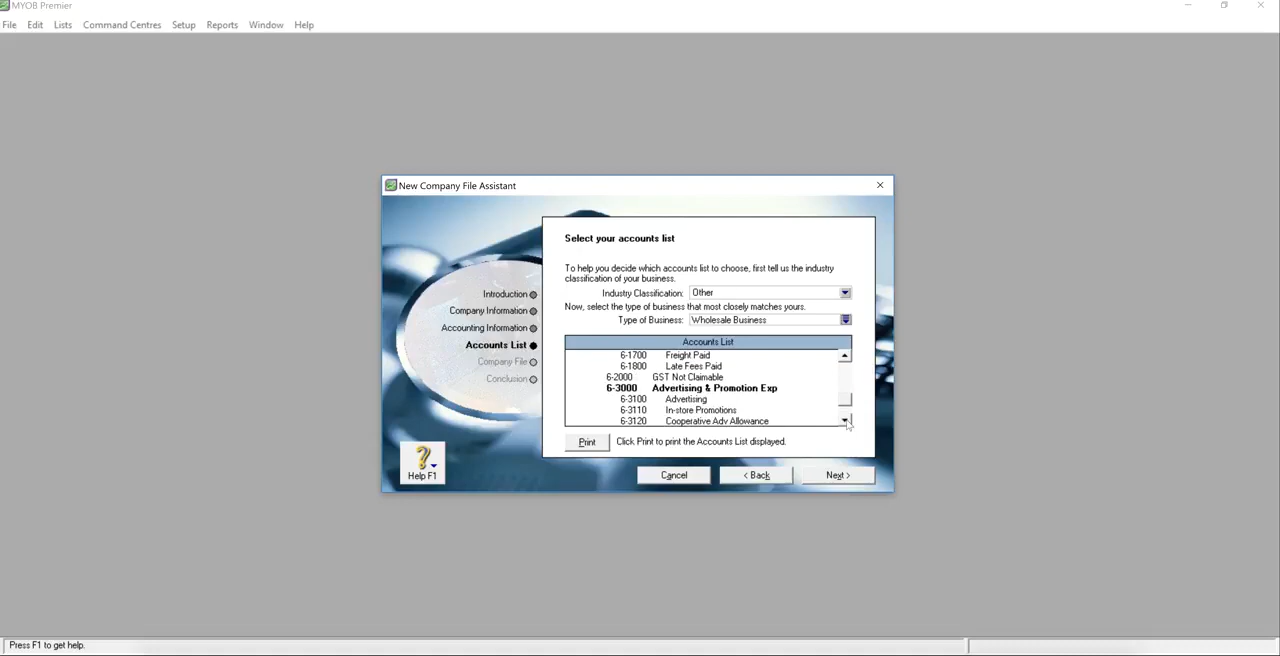 MYOB Premier
File Edit Lists Command Centres Setup Reports Window Help
New Company File Assistant
Introduction
Company Information
Accounting Information
Accounts List
Company File
Conclusion
Help F1
Select your accounts list
To help you decide which accounts list to choose, first tell us the industry
classification of your business.
Industry Classification: Other
Now, select the type of business that most closely matches yours.
Type of Business: Wholesale Business
Accounts List
6-1700 Freight Paid
6-1800 Late Fees Paid
6-2000 GST Not Claimable
6-3000 Advertising & Promotion Exp
6-3100 Advertising
6-3110 In-store Promotions
6-3120 Cooperative Adv Allowance
Print Click Print to print the Accounts List displayed.
Cancel < Back Next >
Press F1 to get help.